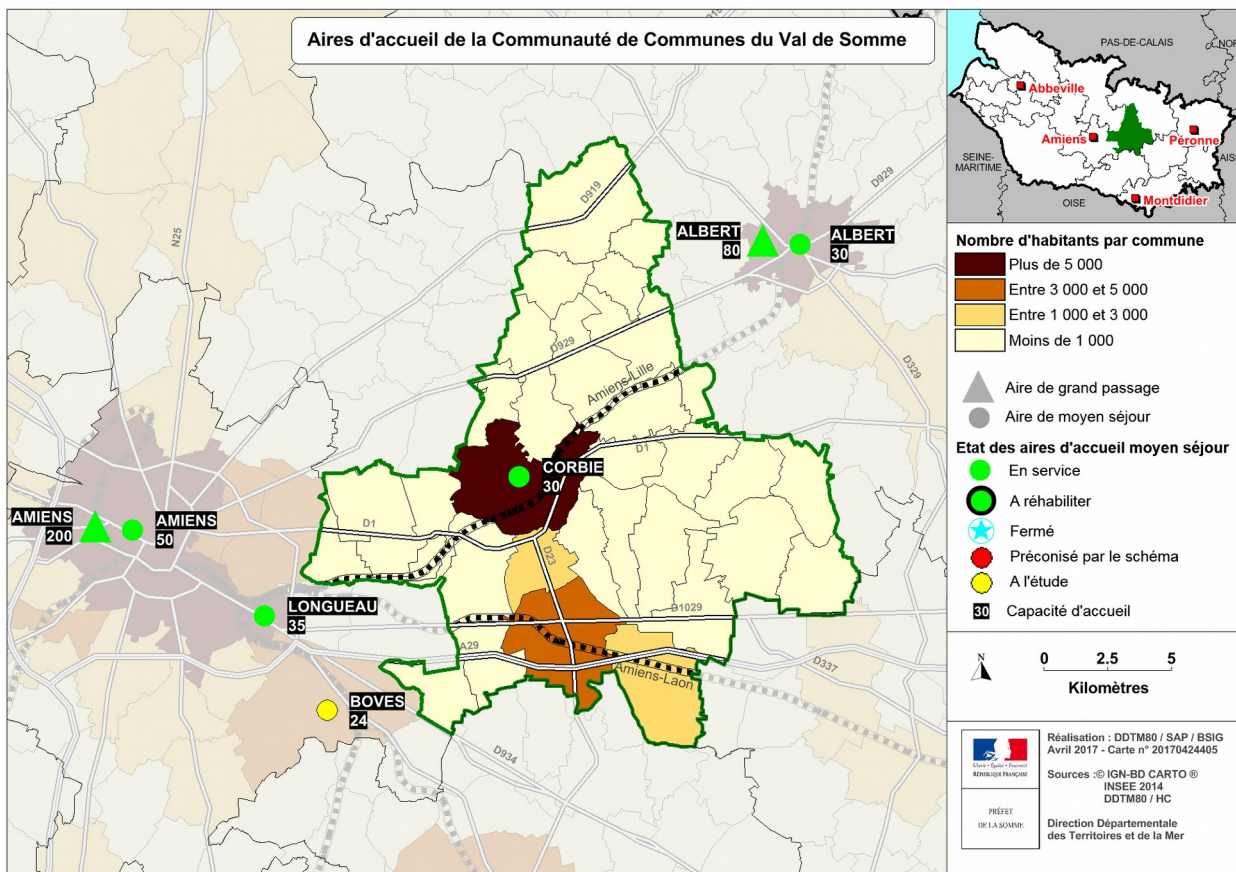 Aires d'accueil de la Communauté de Communes du Val de Somme
D919
N25
D919
D929
ALBERT
80
ALBERT
30
D929
Amiens-Lille
D329
D1
CORBIE
30
AMIENS
200
AMIENS
50
D1
D23
LONGUEAU
35
D1029
A29
D337
Amiens-Laon
BOVES
24
D934
PAS-DE-CALAIS
NOR
Abbeville
Amiens
Péronne
SEINE-
MARITIME
AIS
OISE
Montdidier
Nombre d'habitants par commune
Plus de 5 000
Entre 3 000 et 5 000
Entre 1 000 et 3 000
Moins de 1 000
Aire de grand passage
Aire de moyen séjour
Etat des aires d'accueil moyen séjour
En service
A réhabiliter
Fermé
Préconisé par le schéma
A l'étude
30 Capacité d'accueil
N
0 2.5 5
Kilomètres
Liberté • Égalité • Fraternité
RÉPUBLIQUE FRANÇAISE
PRÉFET
DE LA SOMME
Réalisation : DDTM80 / SAP / BSIG
Avril 2017 - Carte n° 20170424405
Sources :© IGN-BD CARTO ®
INSEE 2014
DDTM80 / HC
Direction Départementale
des Territoires et de la Mer